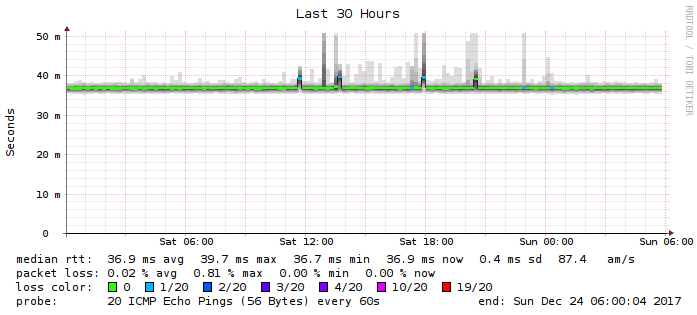 Last 30 Hours
RRDTOOL / TOBI OETIKER
Seconds
50 m
40 m
30 m
20 m
10 m
0
Sat 06:00 Sat 12:00 Sat 18:00 Sun 00:00 Sun 06:00
median rtt: 36.9 ms avg 39.7 ms max 36.7 ms min 36.9 ms now 0.4 ms sd 87.4 am/s
packet loss: 0.02 % avg 0.81 % max 0.00 % min 0.00 % now
loss color: 0 1/20 2/20 3/20 4/20 10/20 19/20
probe: 20 ICMP Echo Pings (56 Bytes) every 60s end: Sun Dec 24 06:00:04 2017